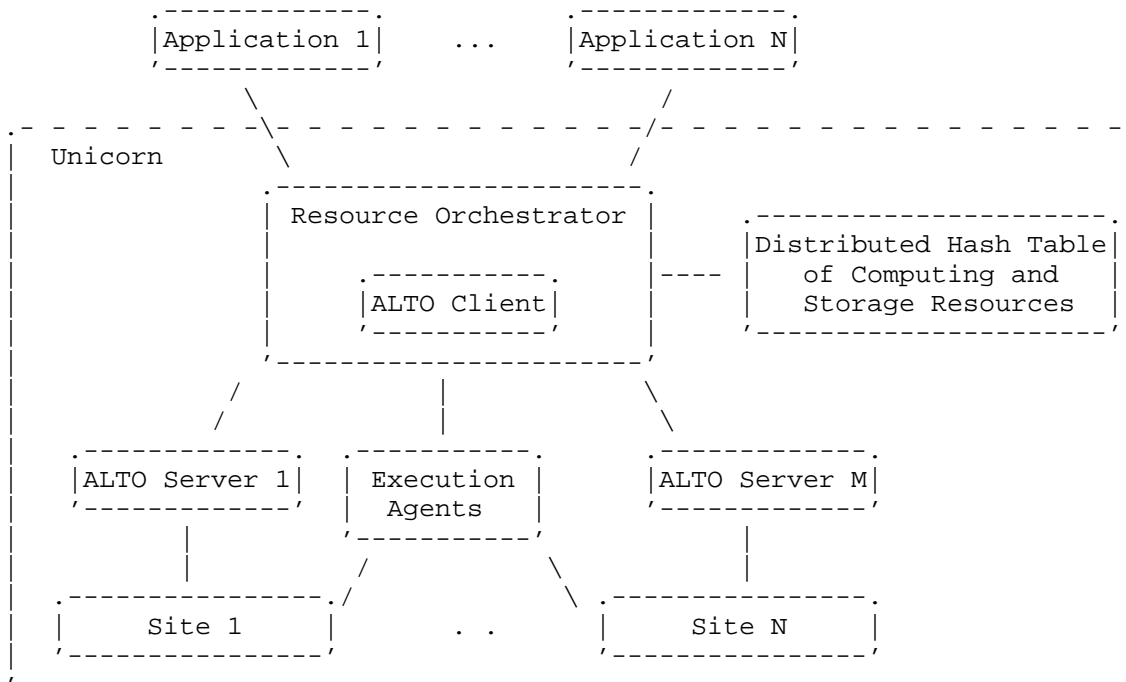 Application 1 ... Application N
Unicorn
Resource Orchestrator
Distributed Hash Table
of Computing and
ALTO Client
Storage Resources
ALTO Server 1 Execution ALTO Server M
Agents
Site 1 . . Site N